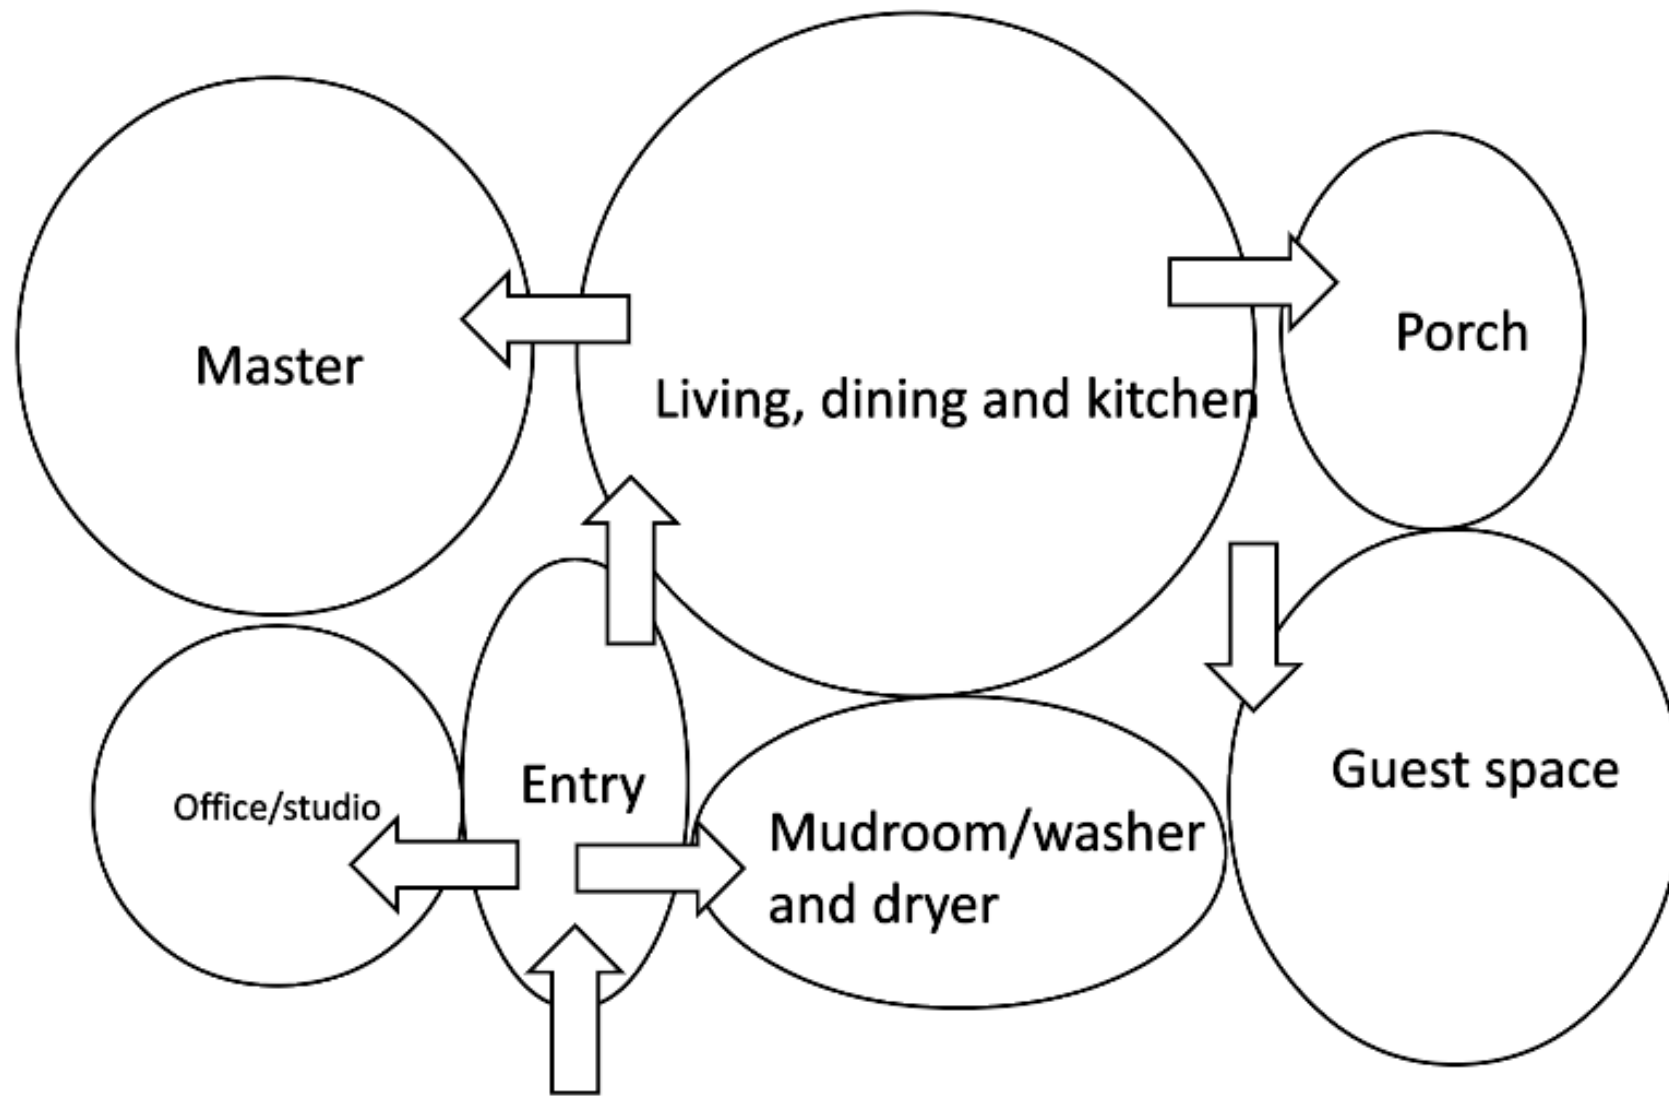 Master
Living, dining and kitchen
Porch
Office/studio
Entry
Mudroom/washer
and dryer
Guest space